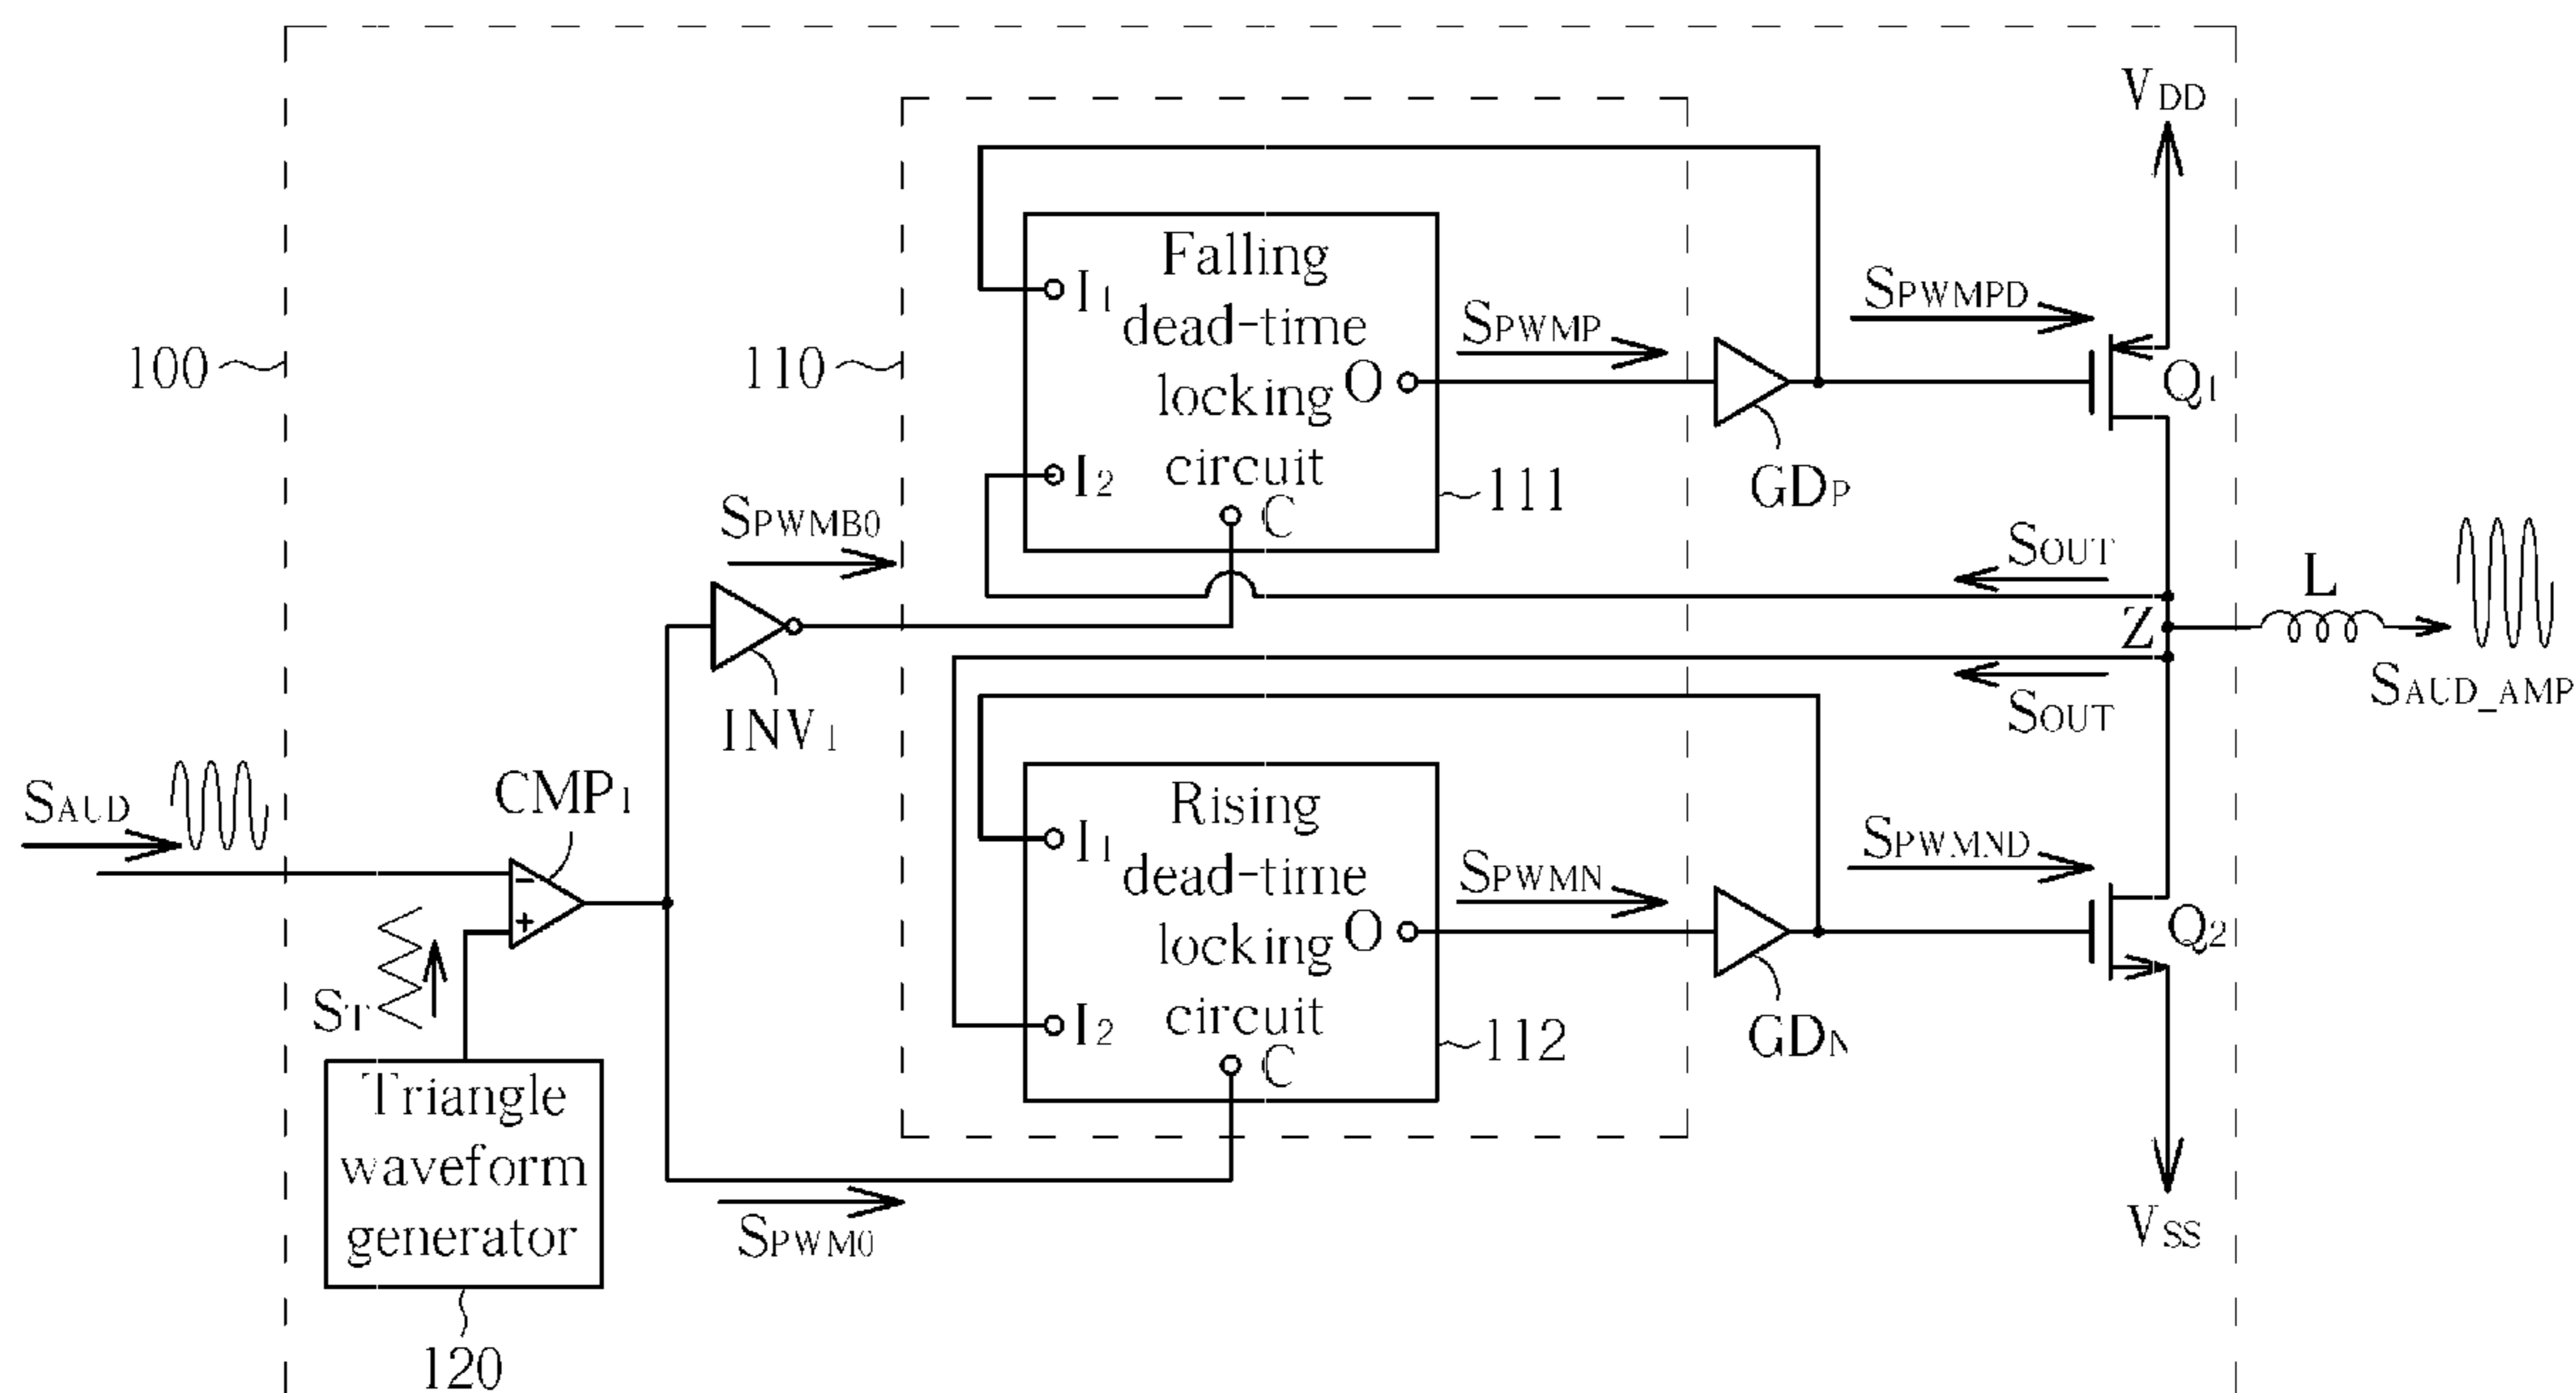 VDD
Falling
dead-time
locking
circuit
I1
I2
O
C
SPWMP
SPWMPD
Q1
100
110
111
GDP
SPWMB0
SOUT
L
Z
SOUT
SAUD_AMP
INV1
SAUD
CMP1
-
+
Rising
dead-time
locking
circuit
I1
I2
O
C
SPWMN
SPWMND
Q2
ST
112
GDN
Triangle
waveform
generator
SPWM0
VSS
120